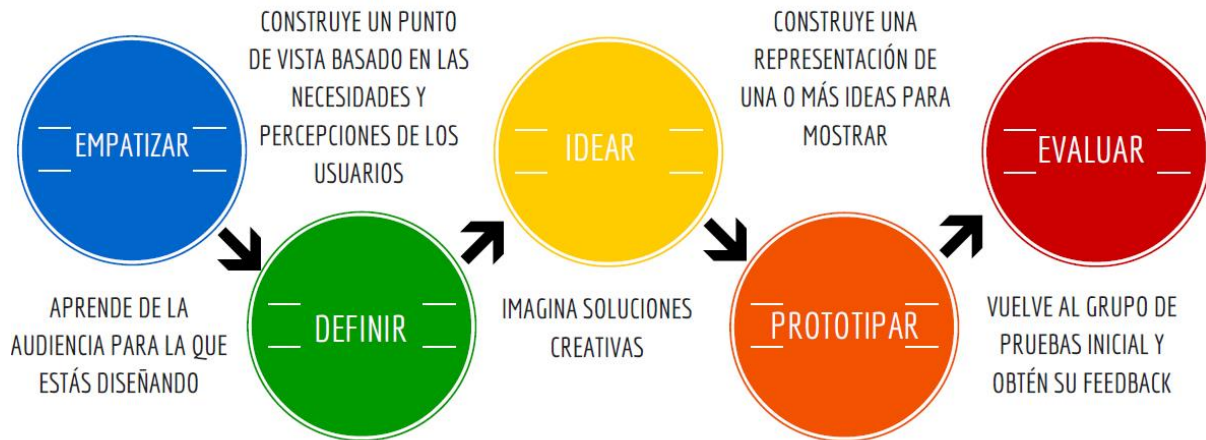 EMPATIZAR
APRENDE DE LA
AUDIENCIA PARA LA QUE
ESTÁS DISEÑANDO
CONSTRUYE UN PUNTO
DE VISTA BASADO EN LAS
NECESIDADES Y
PERCEPCIONES DE LOS
USUARIOS
DEFINIR
IDEAR
IMAGINA SOLUCIONES
CREATIVAS
CONSTRUYE UNA
REPRESENTACIÓN DE
UNA O MÁS IDEAS PARA
MOSTRAR
PROTOTIPAR
EVALUAR
VUELVE AL GRUPO DE
PRUEBAS INICIAL Y
OBTÉN SU FEEDBACK